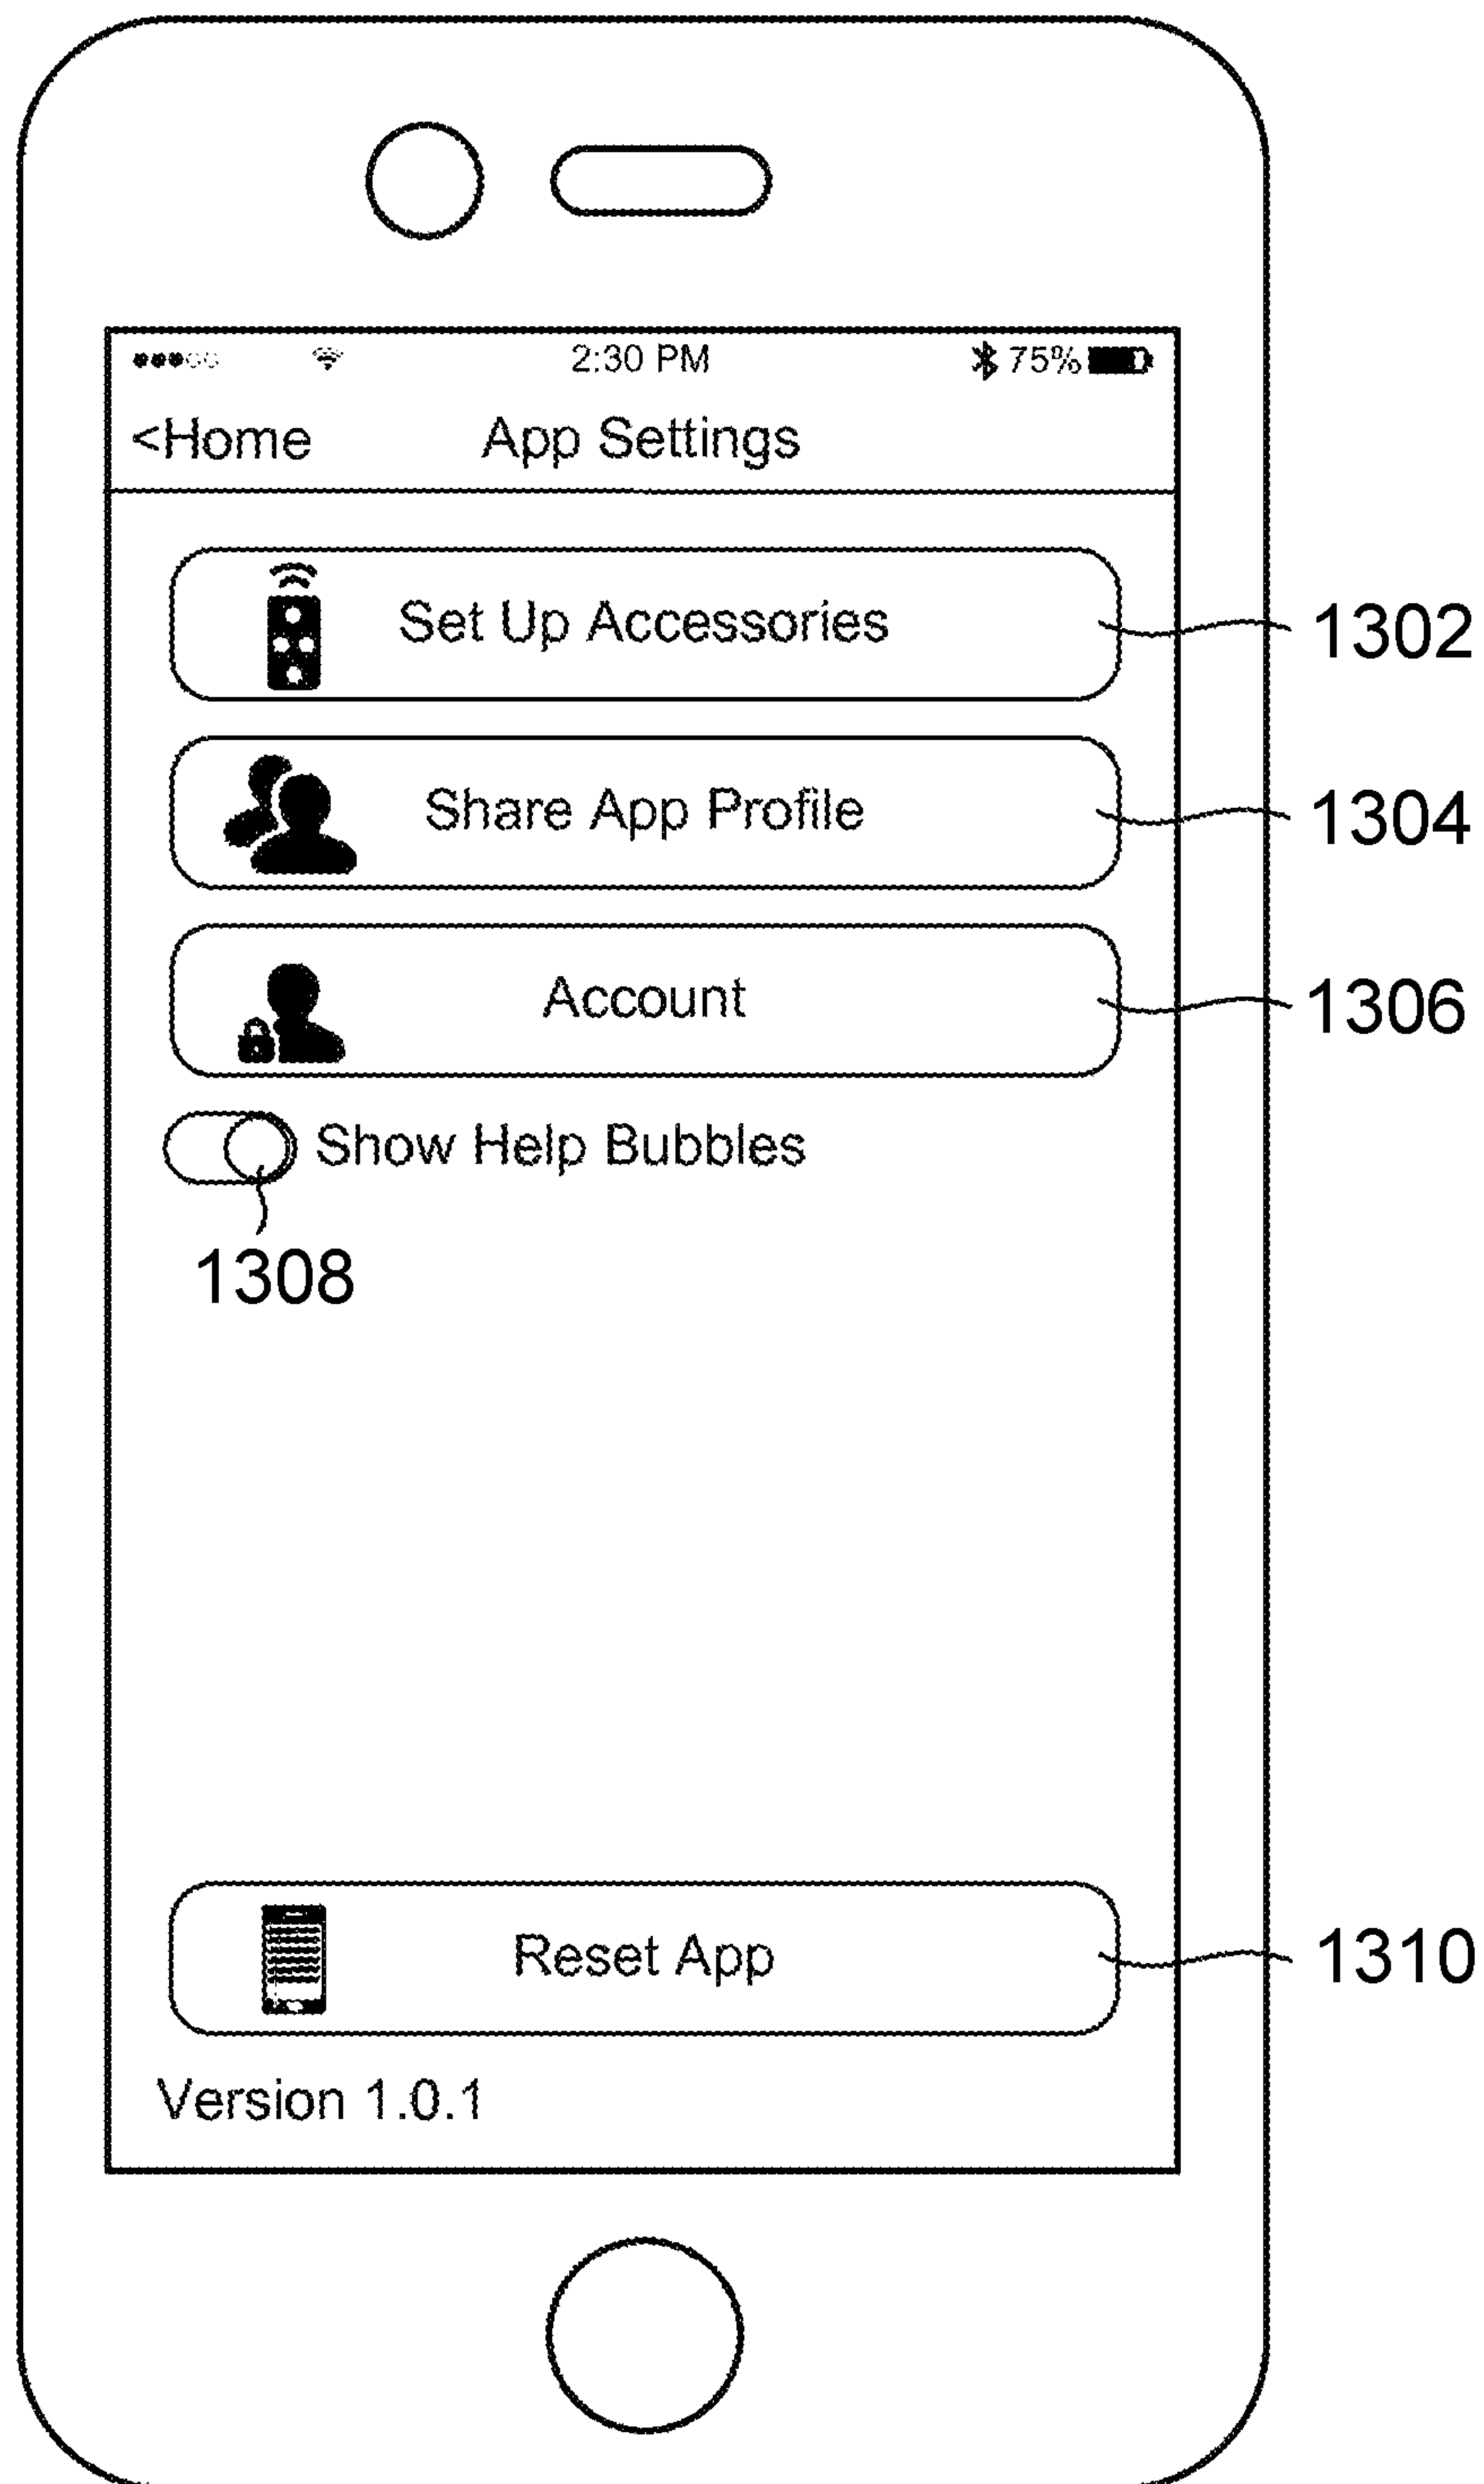 2:30 PM 75%
<Home App Settings
Set Up Accessories 1302
Share App Profile 1304
Account 1306
Show Help Bubbles
1308
Reset App 1310
Version 1.0.1